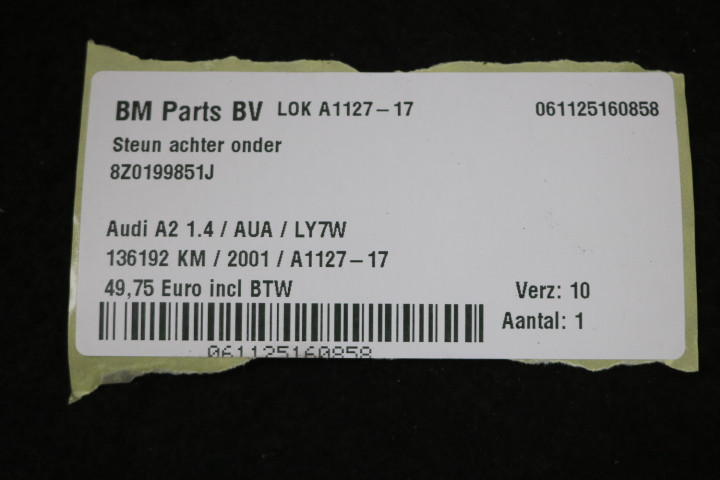 BM Parts BV LOK A1127-17 061125160858
Steun achter onder
8Z0199851J
Audi A2 1.4 / AUA / LY7W
136192 KM / 2001 / A1127-17
49,75 Euro incl BTW Verz: 10
Aantal: 1
061125160858